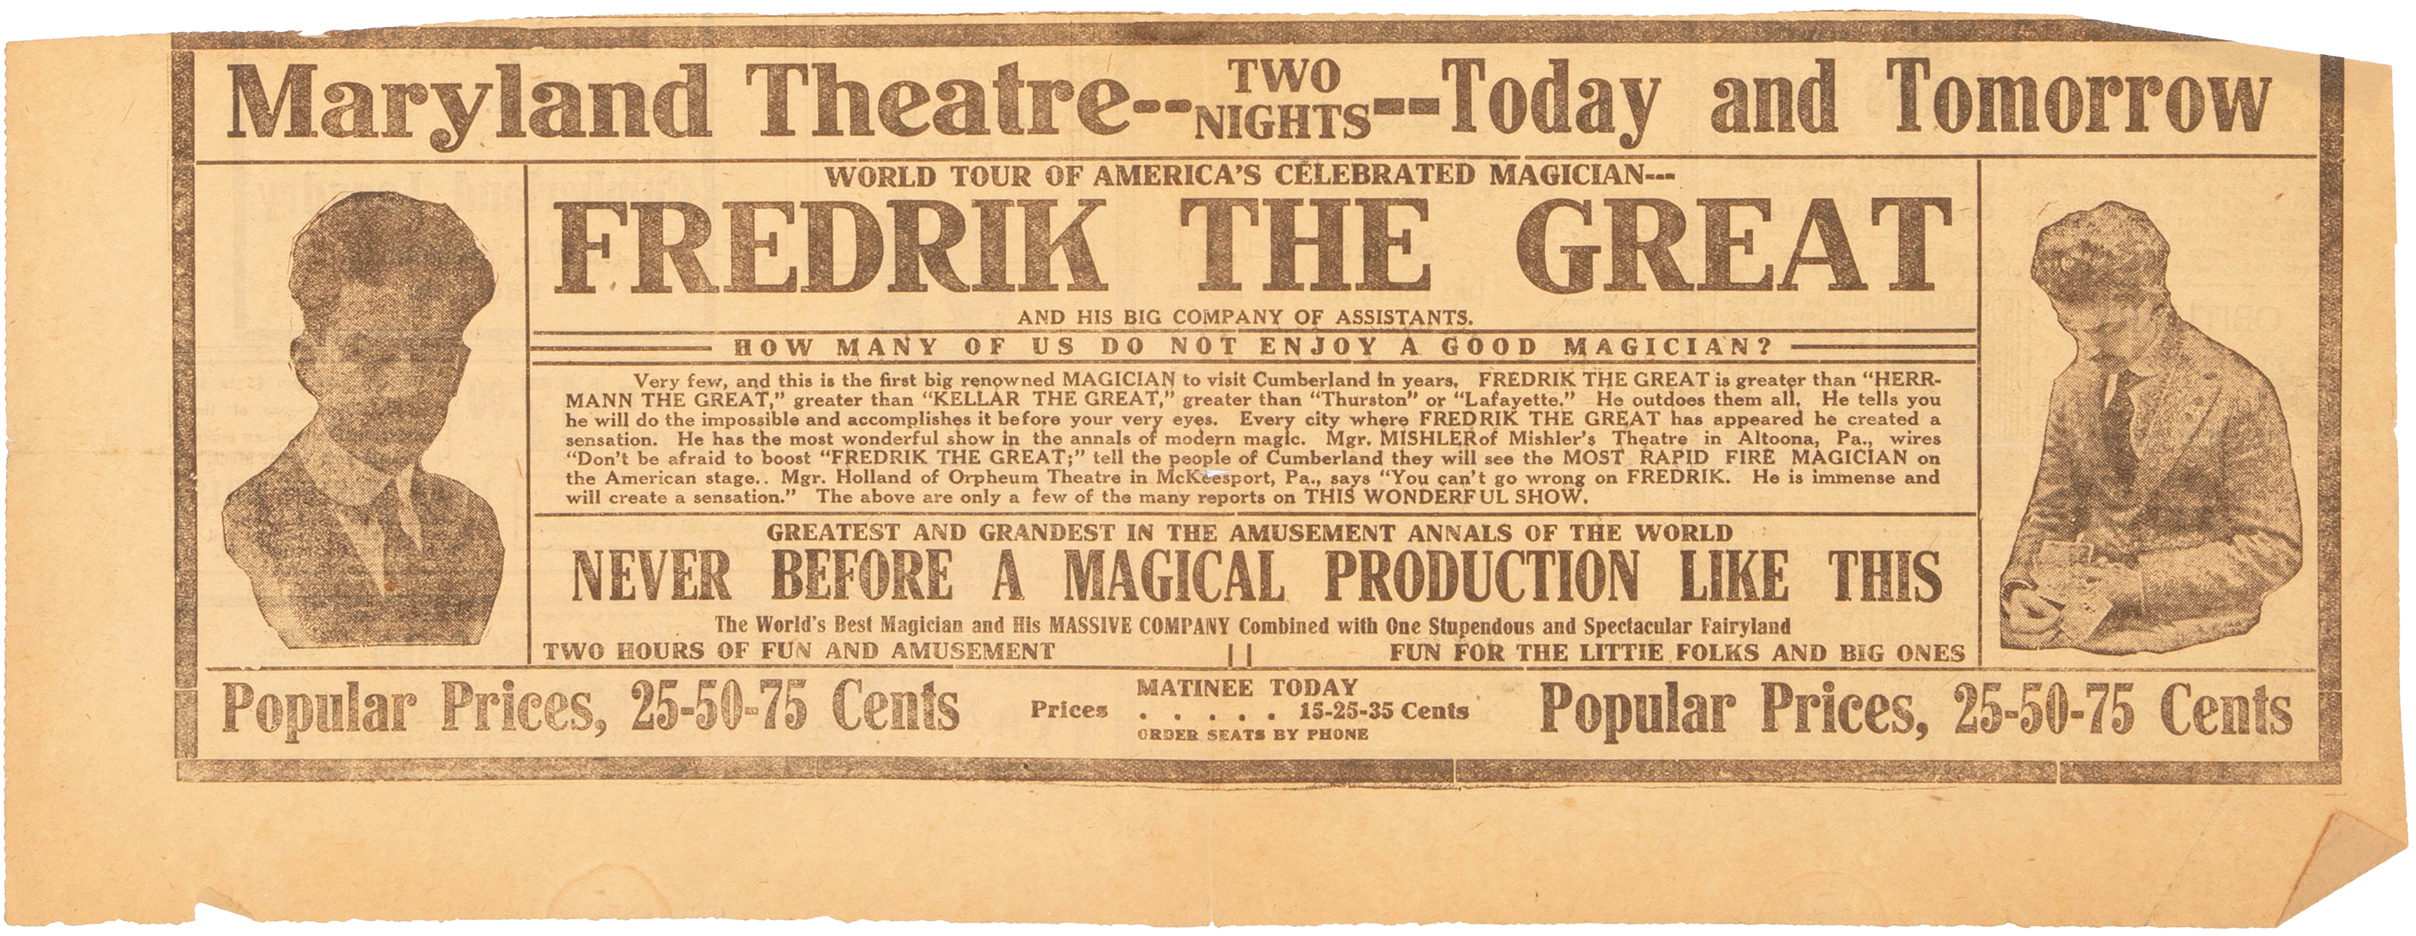 Maryland Theatre--TWO NIGHTS--Today and Tomorrow
WORLD TOUR OF AMERICA'S CELEBRATED MAGICIAN---
FREDRIK THE GREAT
AND HIS BIG COMPANY OF ASSISTANTS.
HOW MANY OF US DO NOT ENJOY A GOOD MAGICIAN?
Very few, and this is the first big renowned MAGICIAN to visit Cumberland in years, FREDRIK THE GREAT is greater than "HERR-
MANN THE GREAT," greater than "KELLAR THE GREAT," greater than "Thurston" or "Lafayette." He outdoes them all. He tells you
he will do the impossible and accomplishes it before your very eyes. Every city where FREDRIK THE GREAT has appeared he created a
sensation. He has the most wonderful show in the annals of modern magic. Mgr. MISHLER of Mishler's Theatre in Altoona, Pa., wires
"Don't be afraid to boost "FREDRIK THE GREAT;" tell the people of Cumberland they will see the MOST RAPID FIRE MAGICIAN on
the American stage.. Mgr. Holland of Orpheum Theatre in McKeesport, Pa., says "You can't go wrong on FREDRIK. He is immense and
will create a sensation." The above are only a few of the many reports on THIS WONDERFUL SHOW.
GREATEST AND GRANDEST IN THE AMUSEMENT ANNALS OF THE WORLD
NEVER BEFORE A MAGICAL PRODUCTION LIKE THIS
The World's Best Magician and His MASSIVE COMPANY Combined with One Stupendous and Spectacular Fairyland
TWO HOURS OF FUN AND AMUSEMENT || FUN FOR THE LITTIE FOLKS AND BIG ONES
Popular Prices, 25-50-75 Cents
MATINEE TODAY
Prices . . . . . 15-25-35 Cents
ORDER SEATS BY PHONE
Popular Prices, 25-50-75 Cents